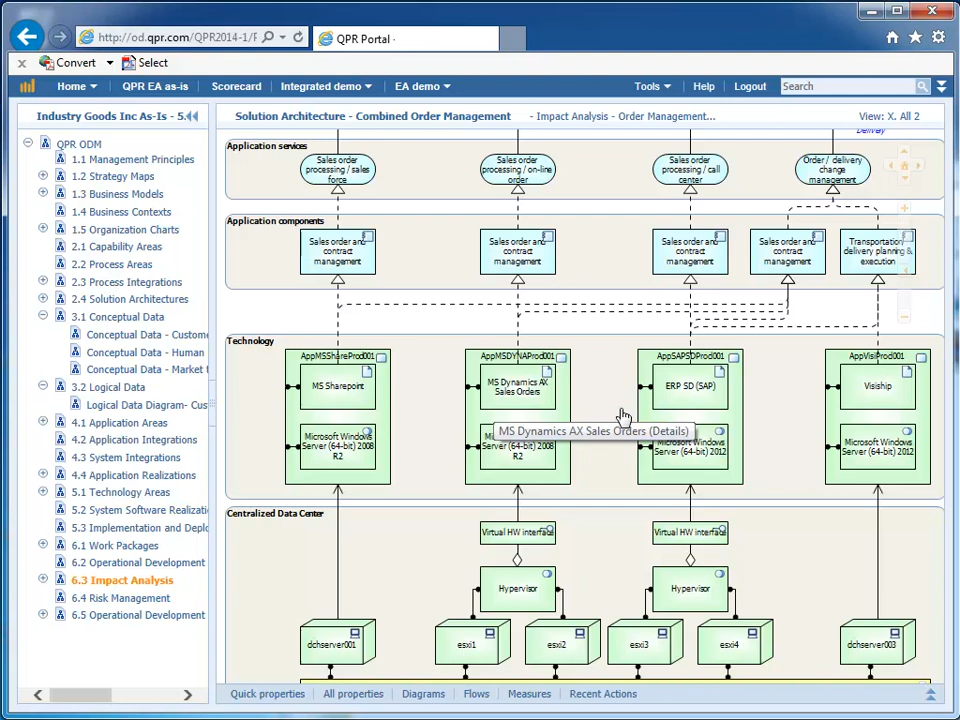 http://od.qpr.com/QPR2014-1/F
QPR Portal ·
x Convert Select
Home QPR EA as-is Scorecard Integrated demo EA demo Tools Help Logout Search
Industry Goods Inc As-Is - 5.
Solution Architecture - Combined Order Management - Impact Analysis - Order Management... View: X. All 2
QPR ODM
1.1 Management Principles
1.2 Strategy Maps
1.3 Business Models
1.4 Business Contexts
1.5 Organization Charts
2.1 Capability Areas
2.2 Process Areas
2.3 Process Integrations
2.4 Solution Architectures
3.1 Conceptual Data
Conceptual Data - Custome
Conceptual Data - Human
Conceptual Data - Market
3.2 Logical Data
Logical Data Diagram- Cus
4.1 Application Areas
4.2 Application Integrations
4.3 System Integrations
4.4 Application Realizations
5.1 Technology Areas
5.2 System Software Realizati
5.3 Implementation and Deplo
6.1 Work Packages
6.2 Operational Development
6.3 Impact Analysis
6.4 Risk Management
6.5 Operational Development
Delivery
Application services
Sales order
processing / sales
force
Sales order
processing / on-line
order
Sales order
processing / call
center
Order / delivery
change
management
Application components
Sales order and
contract
management
Sales order and
contract
management
Sales order and
contract
management
Sales order and
contract
management
Transportation
delivery planning &
execution
Technology
AppMSShareProd001
MS Sharepoint
Microsoft Windows
Server (64-bit) 2008
R2
AppMSDYNAProd001
MS Dynamics AX
Sales Orders
Server (64-bit) 2008
R2
AppSAPSDProd001
ERP SD (SAP)
Microsoft Windows
Server (64-bit) 2012
AppVisiProd001
Visiship
Microsoft Windows
Server (64-bit) 2012
MS Dynamics AX Sales Orders (Details)
Centralized Data Center
Virtual HW interface
Virtual HW interface
Hypervisor
Hypervisor
dchserver001
esxi1
esxi2
esxi3
esxi4
dchserver003
Quick properties All properties Diagrams Flows Measures Recent Actions